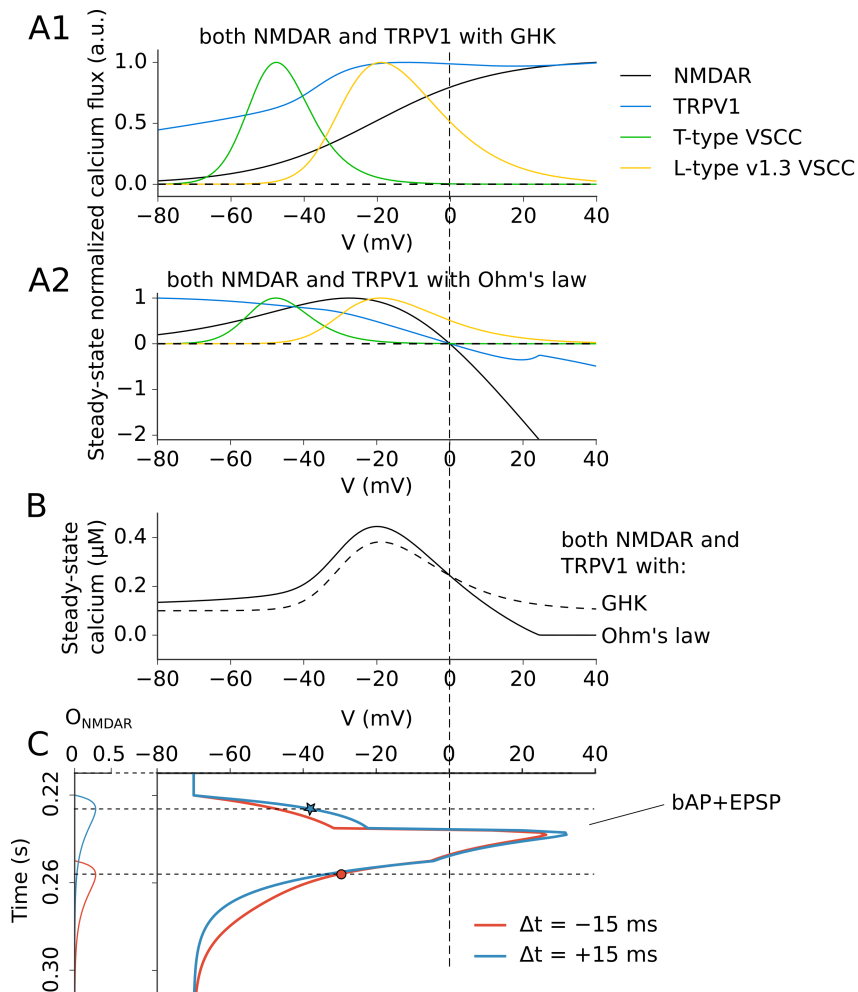 A1
both NMDAR and TRPV1 with GHK
Steady-state normalized calcium flux (a.u.)
1.0
0.5
0.0
−80 −60 −40 −20 0 20 40
V (mV)
NMDAR
TRPV1
T-type VSCC
L-type v1.3 VSCC
A2
both NMDAR and TRPV1 with Ohm's law
1
0
−1
−2
−80 −60 −40 −20 0 20 40
V (mV)
B
Steady-state
calcium (μM)
0.4
0.2
0.0
−80 −60 −40 −20 0 20 40
V (mV)
both NMDAR and
TRPV1 with:
GHK
Ohm's law
C
O_NMDAR
0 0.5
−80 −60 −40 −20 0 20 40
Time (s)
0.22
0.26
0.30
bAP+EPSP
Δt = −15 ms
Δt = +15 ms